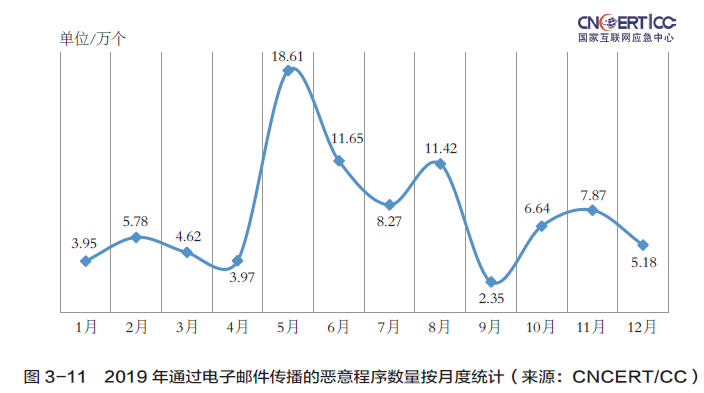 CNCERT/CC
国家互联网应急中心
单位/万个
18.61
11.65
11.42
8.27
7.87
6.64
5.78
4.62
3.95
3.97
5.18
2.35
1月 2月 3月 4月 5月 6月 7月 8月 9月 10月 11月 12月
图 3-11 2019 年通过电子邮件传播的恶意程序数量按月度统计（来源：CNCERT/CC）